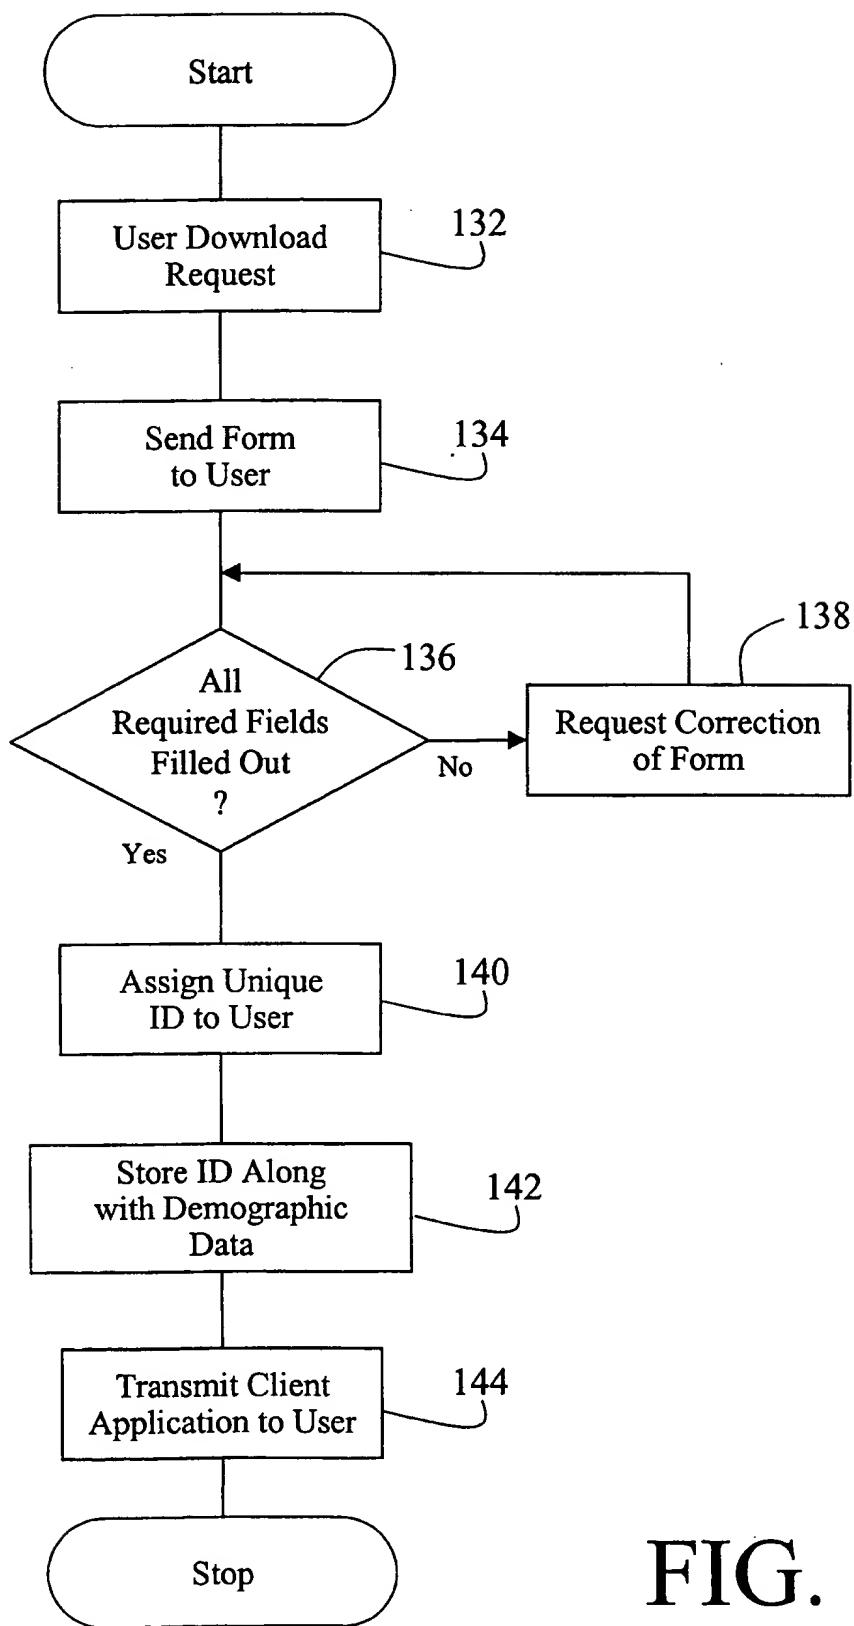 Start
User Download
Request
132
Send Form
to User
134
138
136
All
Required Fields
Filled Out
?
No
Request Correction
of Form
Yes
Assign Unique
ID to User
140
Store ID Along
with Demographic
Data
142
Transmit Client
Application to User
144
Stop
FIG.